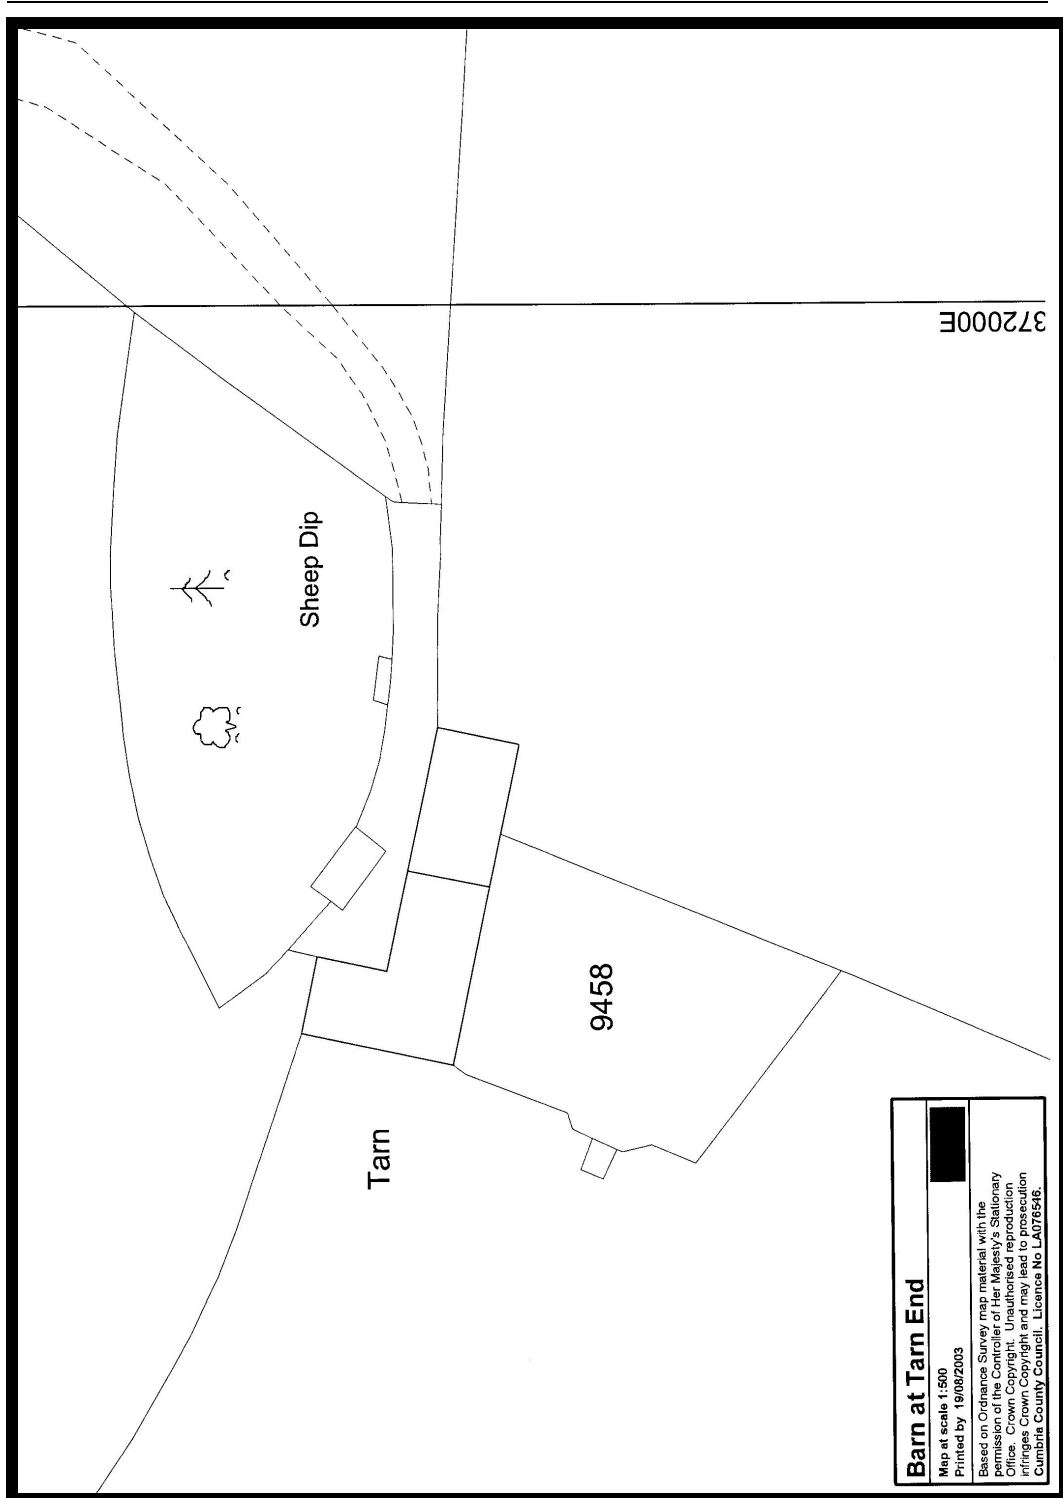 372000E
Sheep Dip
9458
Tarn
Barn at Tarn End
Map at scale 1:500
Printed by 19/08/2003
Based on Ordnance Survey map material with the
permission of the Controller of Her Majesty's Stationary
Office. Crown Copyright. Unauthorised reproduction
infringes Crown Copyright and may lead to prosecution
Cumbria County Council. Licence No LA076546.